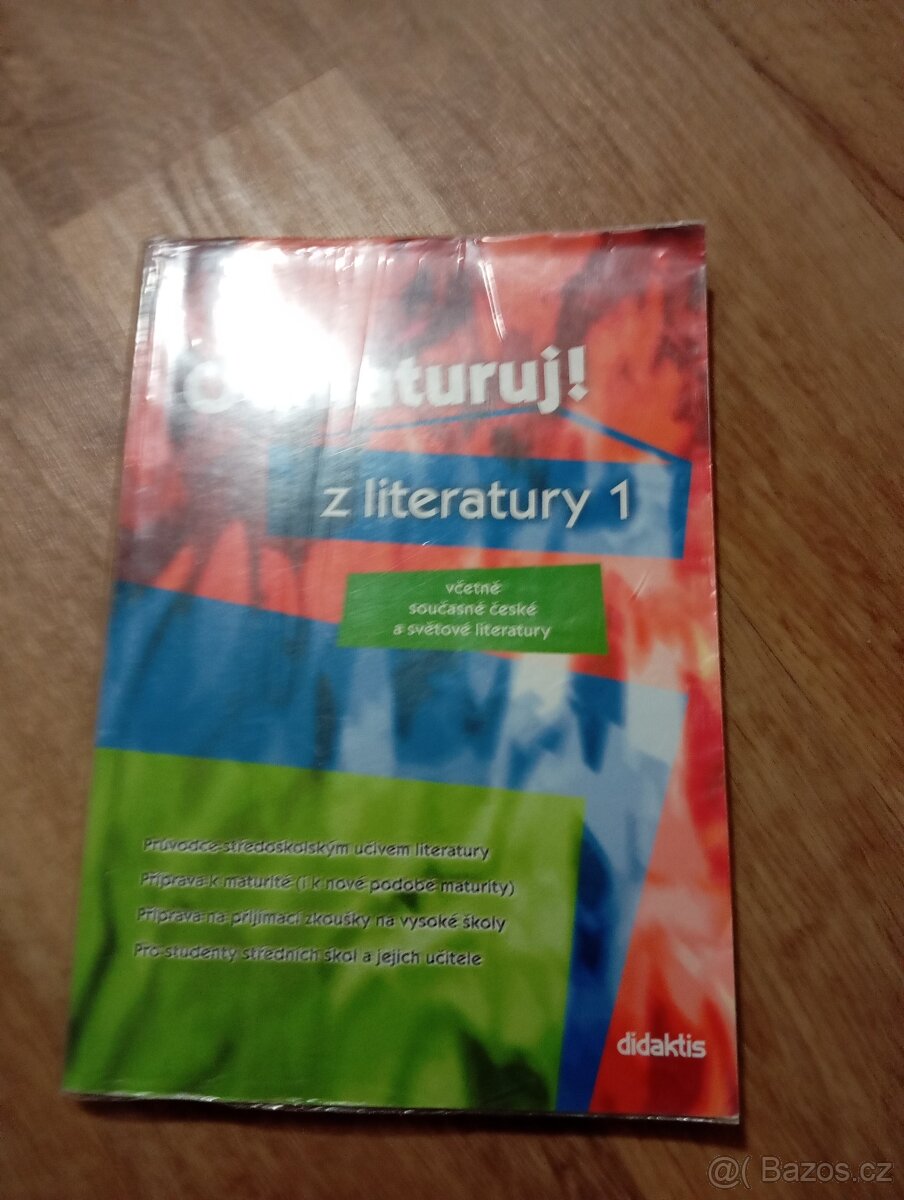 Odmaturuj!
z literatury 1
včetně
současné české
a světové literatury
Průvodce středoškolským učivem literatury
Příprava k maturitě (i k nové podobě maturity)
Příprava na přijímací zkoušky na vysoké školy
Pro studenty středních škol a jejich učitele
didaktis
@( Bazos.cz